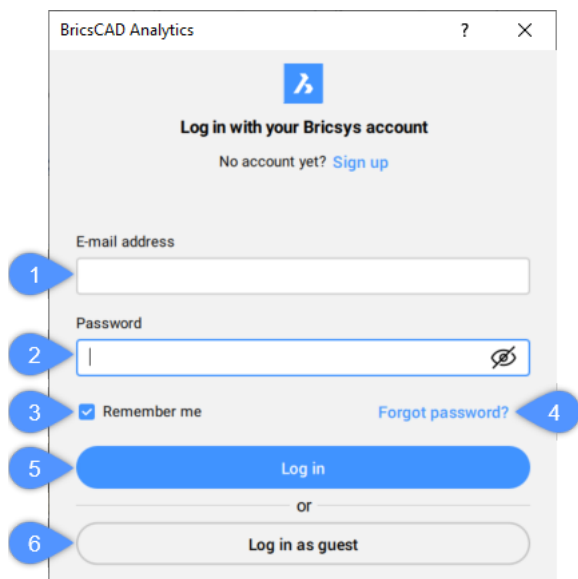 BricsCAD Analytics ? ×
Log in with your Bricsys account
No account yet? Sign up
E-mail address
1
Password
2
3 Remember me Forgot password? 4
5 Log in
or
6 Log in as guest